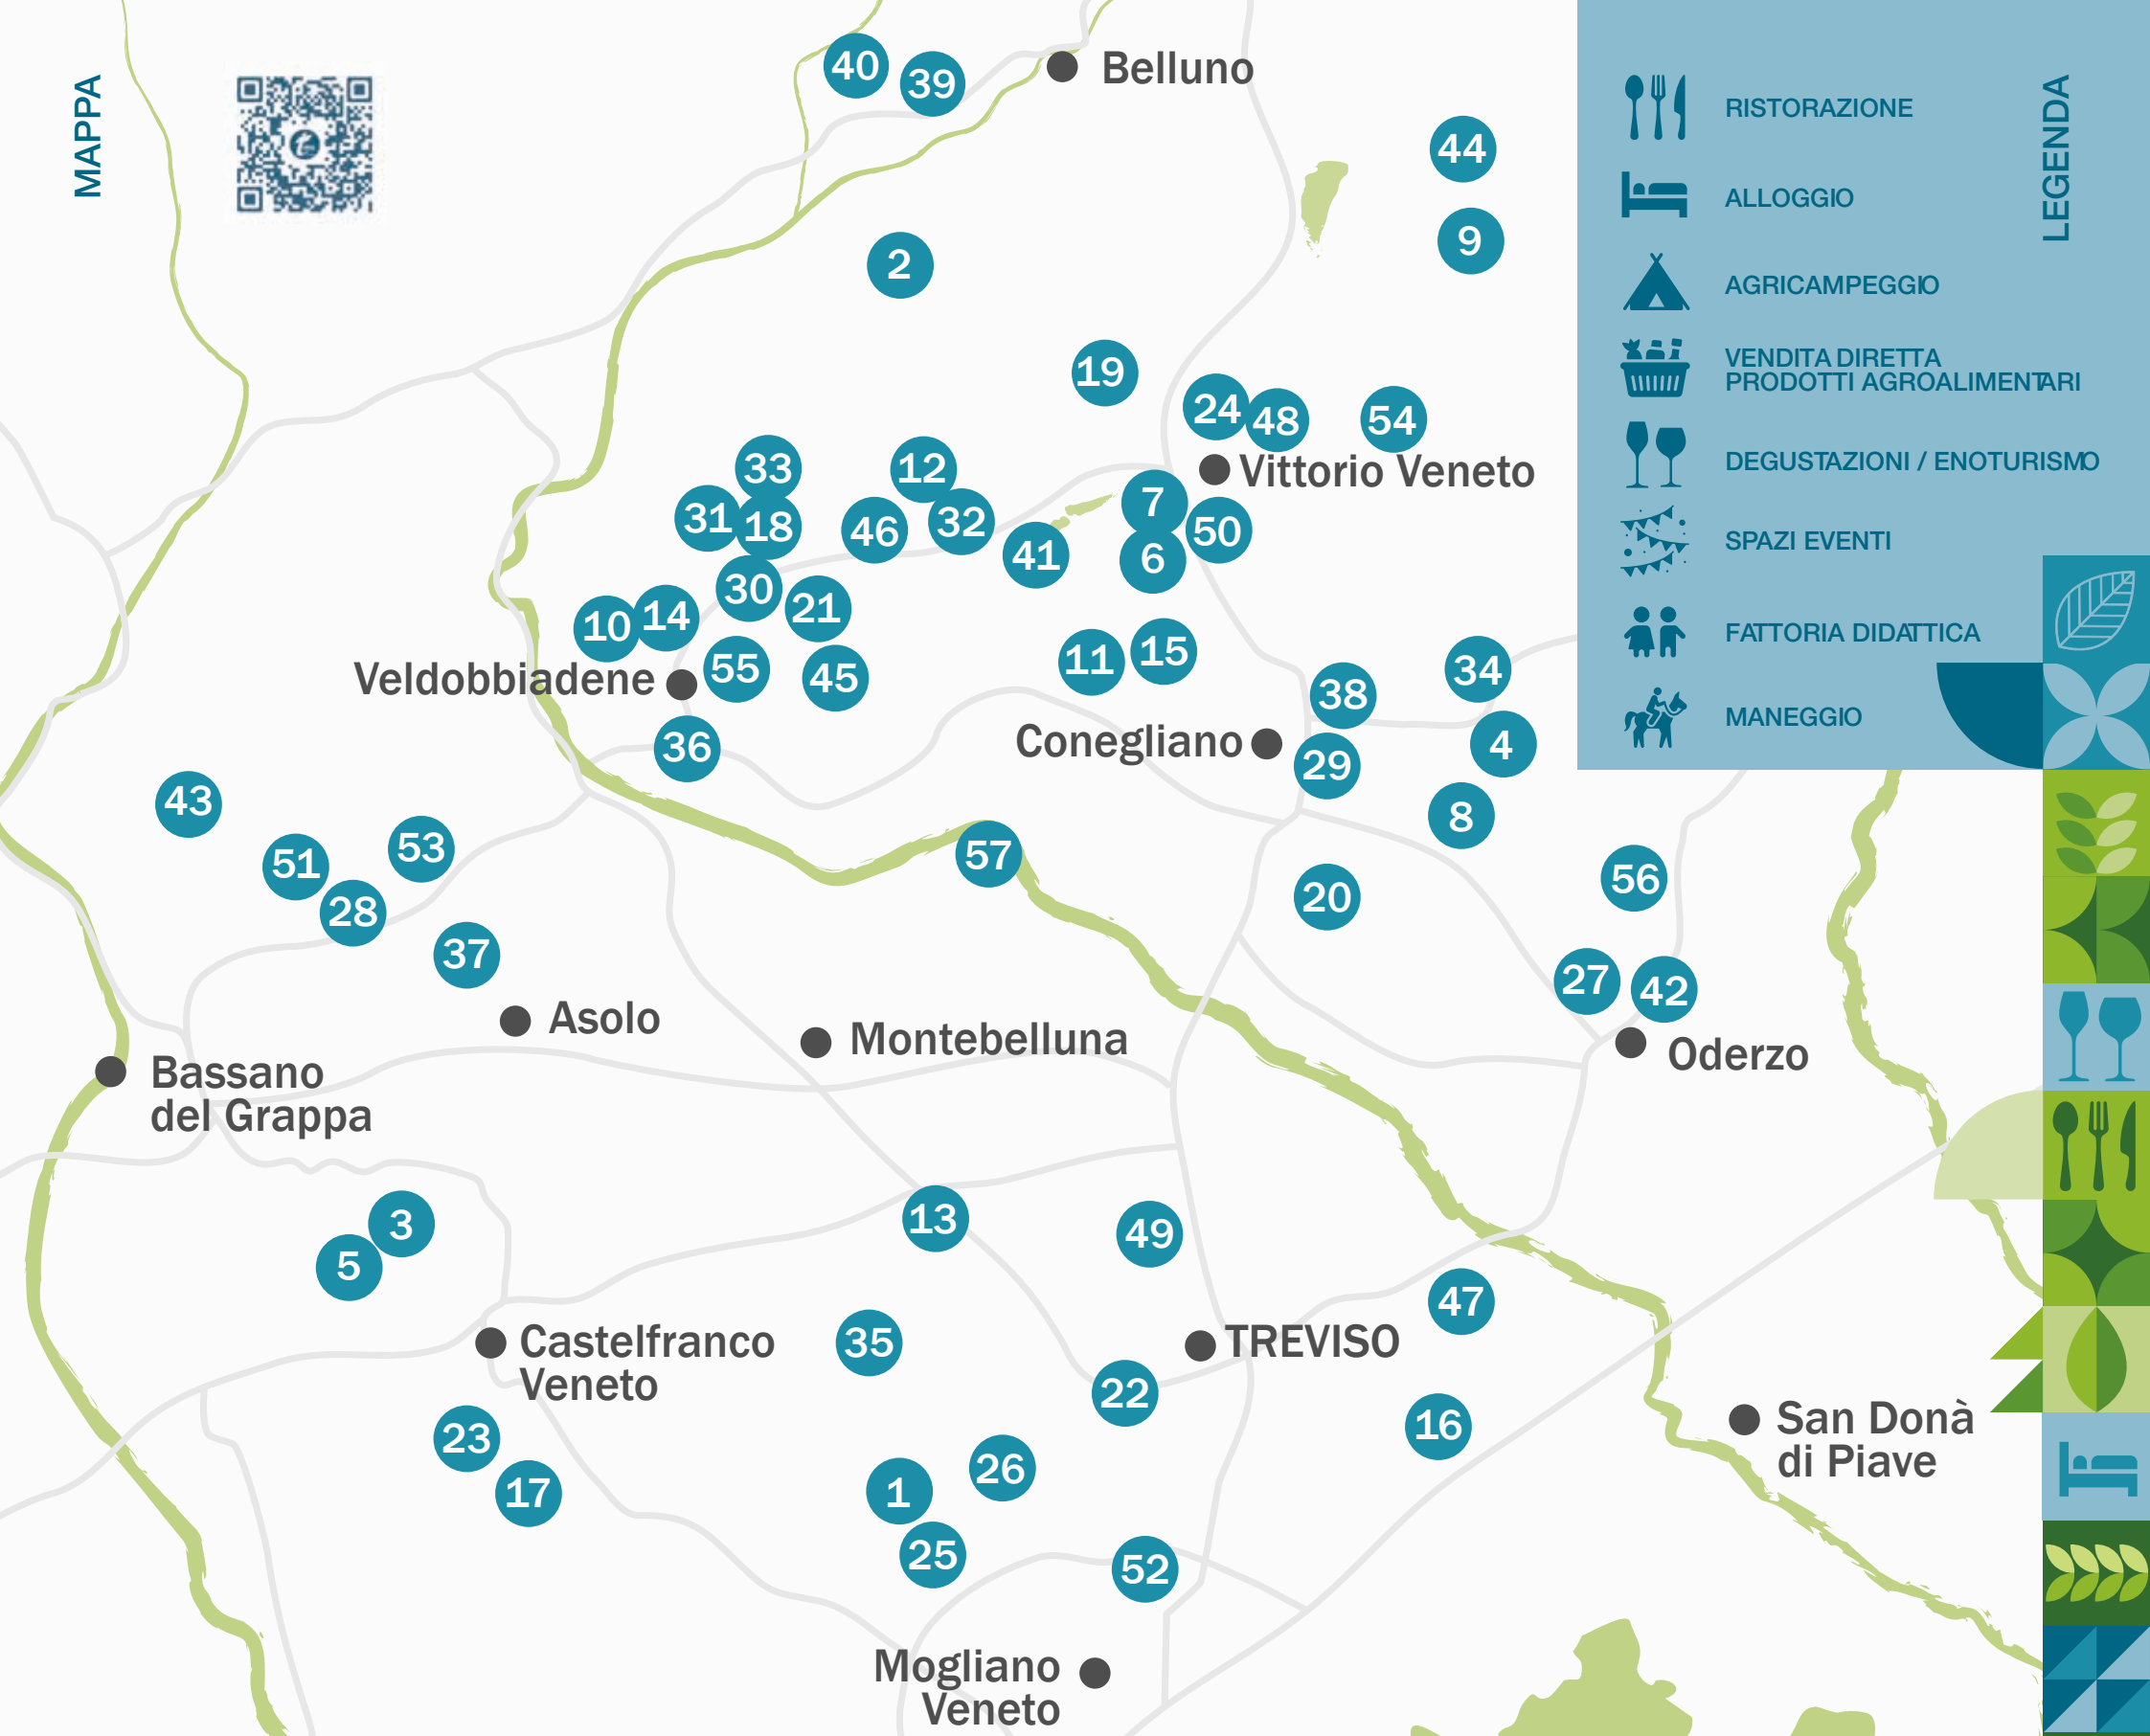 MAPPA
40
39
Belluno
44
9
2
19
24
48
54
Vittorio Veneto
33
12
31
18
46
32
7
50
41
6
30
21
10
14
11
15
Veldobbiadene
55
45
38
34
36
Conegliano
29
4
43
8
51
53
57
28
20
56
37
27
42
Asolo
Montebelluna
Oderzo
Bassano
del Grappa
3
13
49
5
47
35
Castelfranco
Veneto
TREVISO
22
16
San Donà
di Piave
23
26
17
1
25
52
Mogliano
Veneto
LEGENDA
RISTORAZIONE
ALLOGGIO
AGRICAMPEGGIO
VENDITA DIRETTA
PRODOTTI AGROALIMENTARI
DEGUSTAZIONI / ENOTURISMO
SPAZI EVENTI
FATTORIA DIDATTICA
MANEGGIO